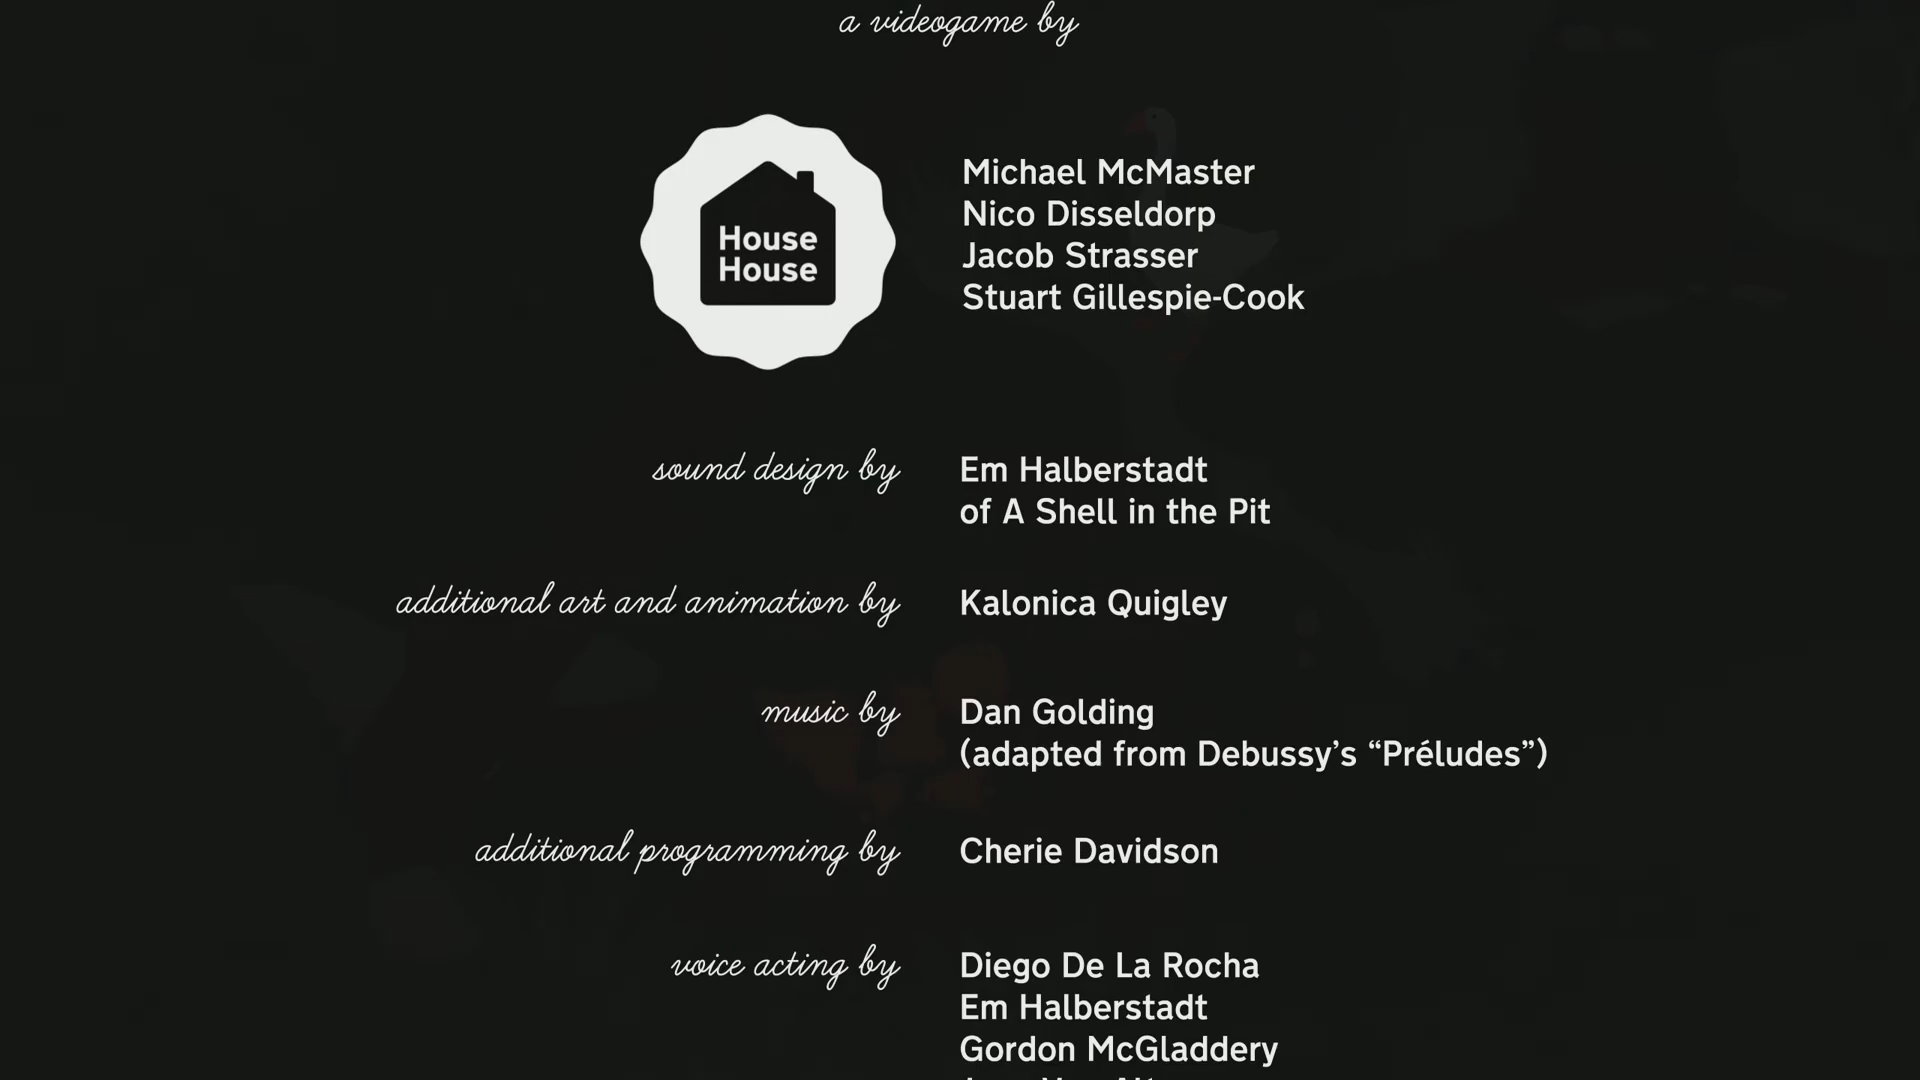 a videogame by
House
House
Michael McMaster
Nico Disseldorp
Jacob Strasser
Stuart Gillespie-Cook
sound design by
Em Halberstadt
of A Shell in the Pit
additional art and animation by
Kalonica Quigley
music by
Dan Golding
(adapted from Debussy’s “Préludes”)
additional programming by
Cherie Davidson
voice acting by
Diego De La Rocha
Em Halberstadt
Gordon McGladdery